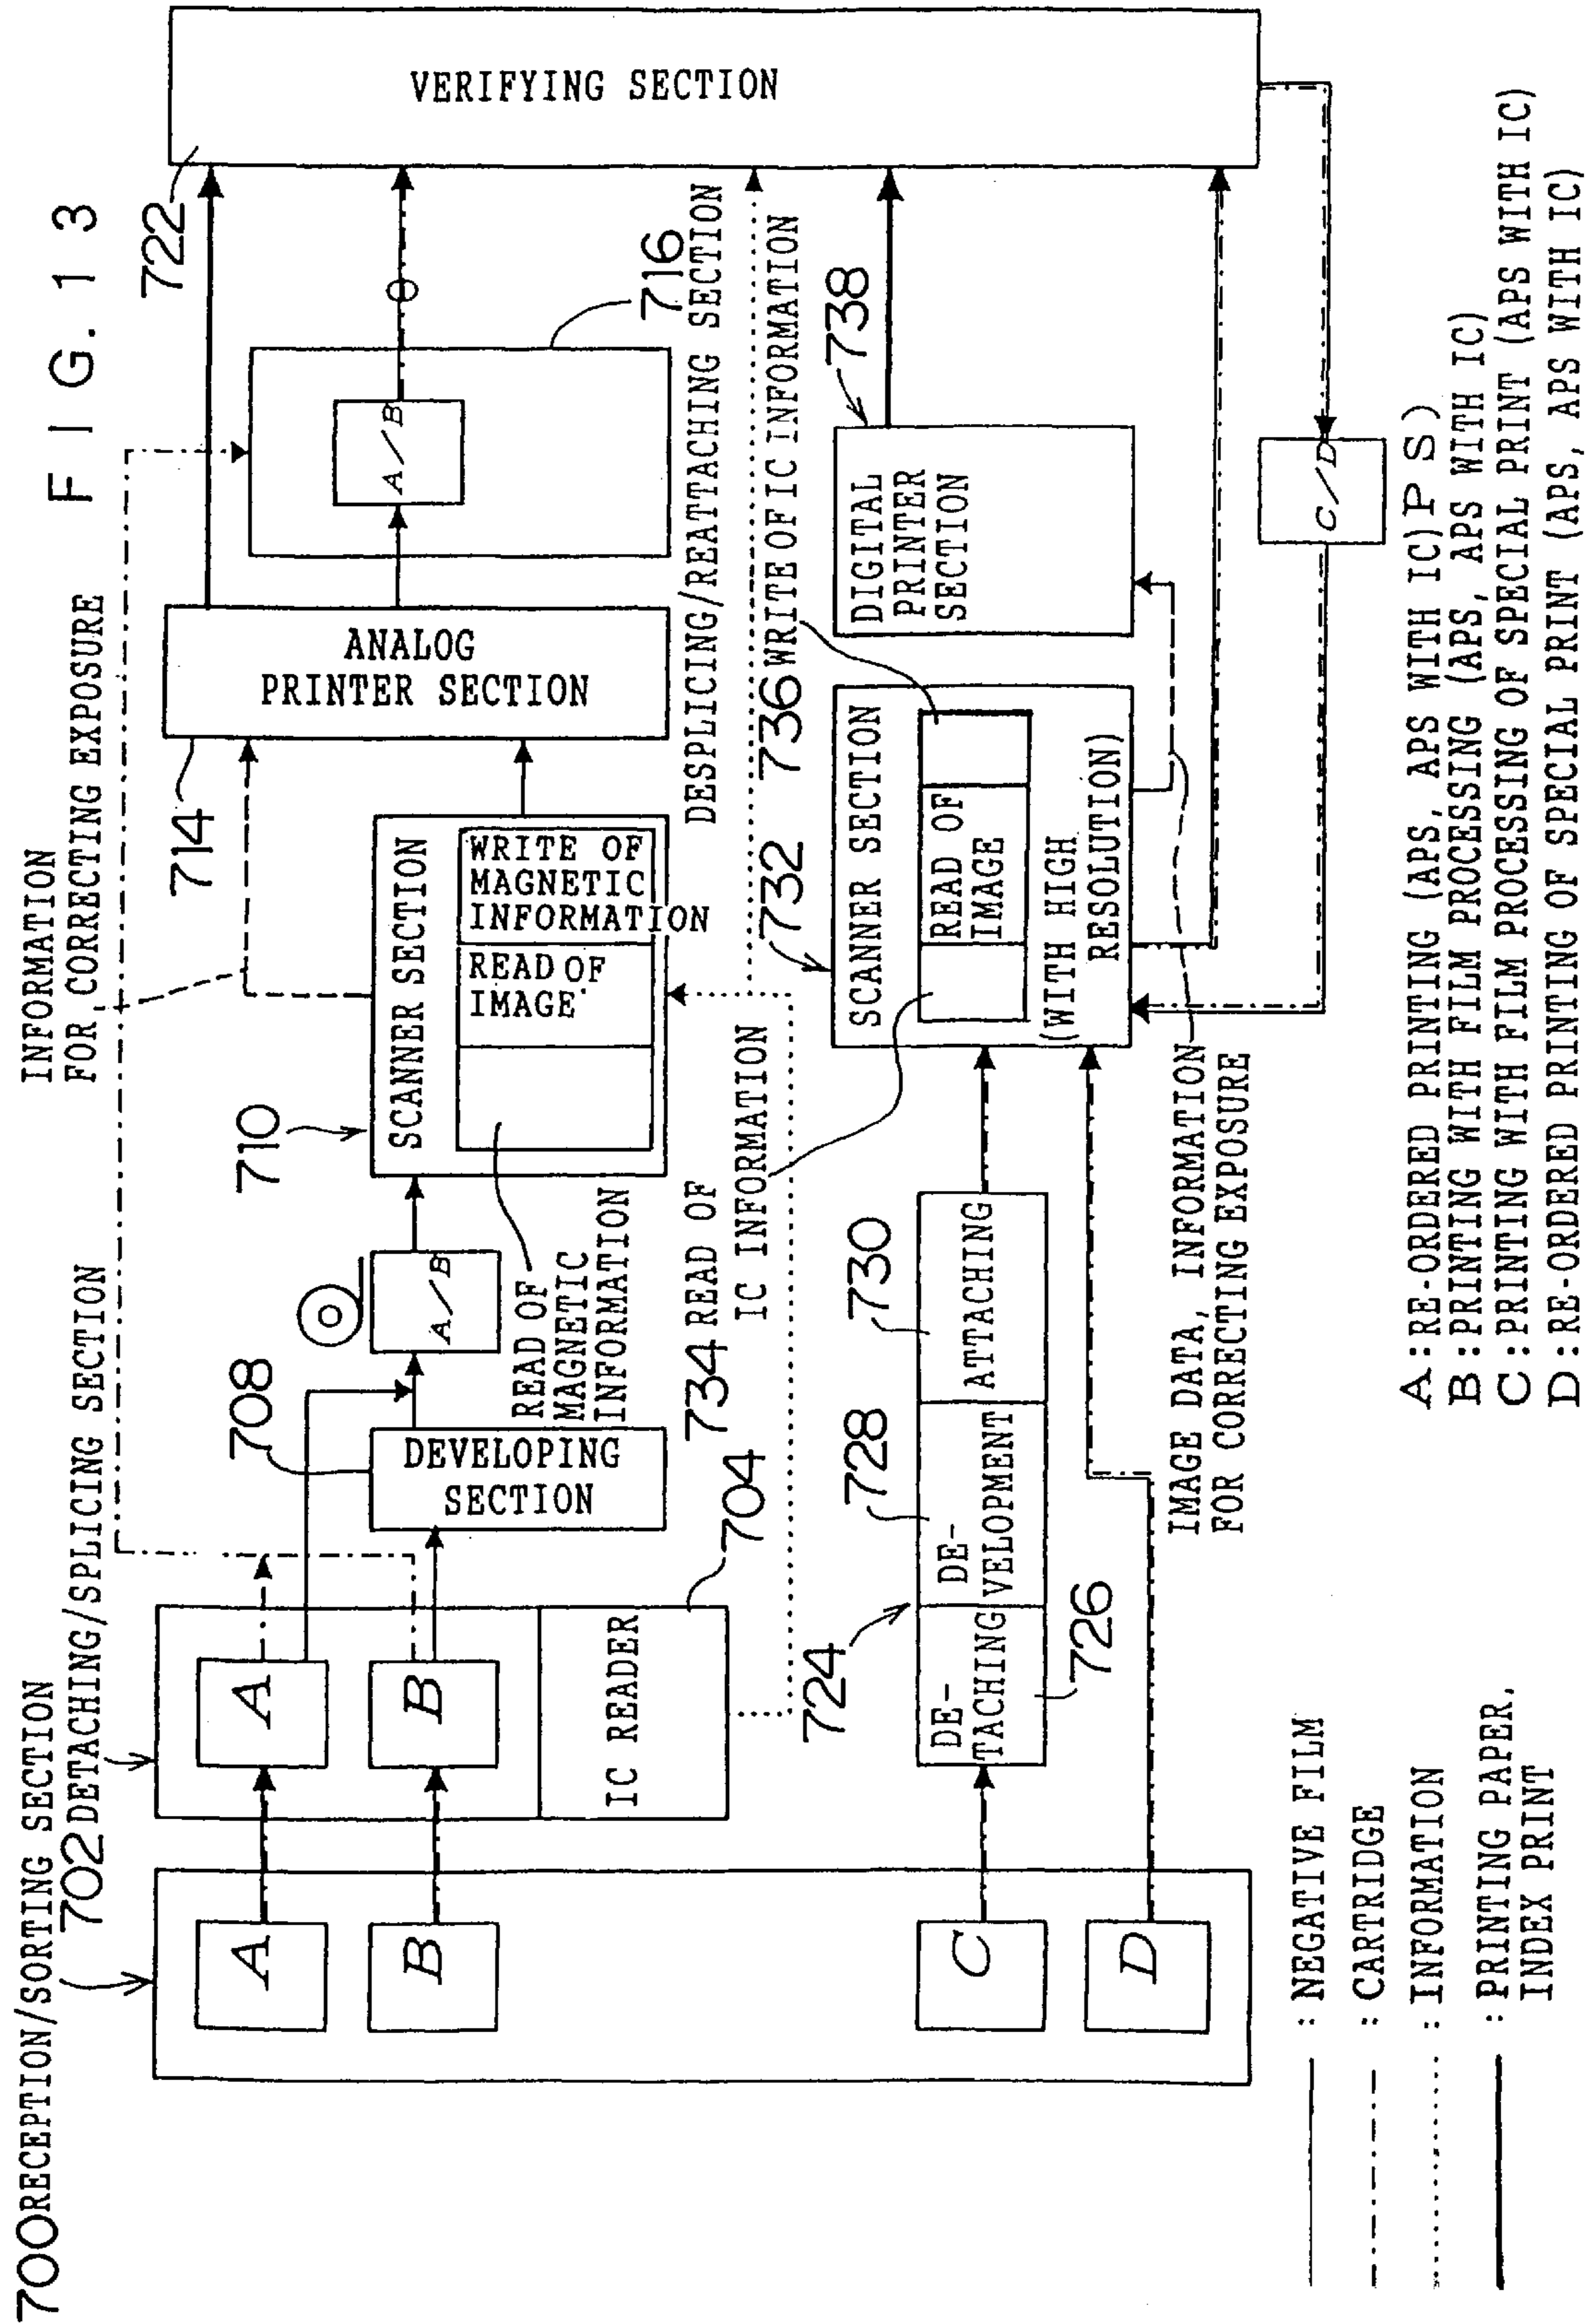 FIG. 13
700 RECEPTION/SORTING SECTION
A
B
C
D
702 DETACHING/SPLICING SECTION
A
B
IC READER
704
INFORMATION
FOR CORRECTING EXPOSURE
708
DEVELOPING
SECTION
A/B
READ OF
MAGNETIC
INFORMATION
710
SCANNER SECTION
READ OF
IMAGE
WRITE OF
MAGNETIC
INFORMATION
714
ANALOG
PRINTER SECTION
A/B
716
DESPLICING/REATTACHING SECTION
722
VERIFYING SECTION
724
DE-
TACHING
726
DE-
VELOPMENT
728
ATTACHING
730
734 READ OF
IC INFORMATION
732
SCANNER SECTION
READ OF
IMAGE
(WITH HIGH
RESOLUTION)
736 WRITE OF IC INFORMATION
738
DIGITAL
PRINTER
SECTION
IMAGE DATA, INFORMATION
FOR CORRECTING EXPOSURE
C/D
: NEGATIVE FILM
: CARTRIDGE
: INFORMATION
: PRINTING PAPER,
INDEX PRINT
A : RE-ORDERED PRINTING (APS, APS WITH IC) P S)
B : PRINTING WITH FILM PROCESSING (APS, APS WITH IC)
C : PRINTING WITH FILM PROCESSING OF SPECIAL PRINT (APS WITH IC)
D : RE-ORDERED PRINTING OF SPECIAL PRINT (APS, APS WITH IC)